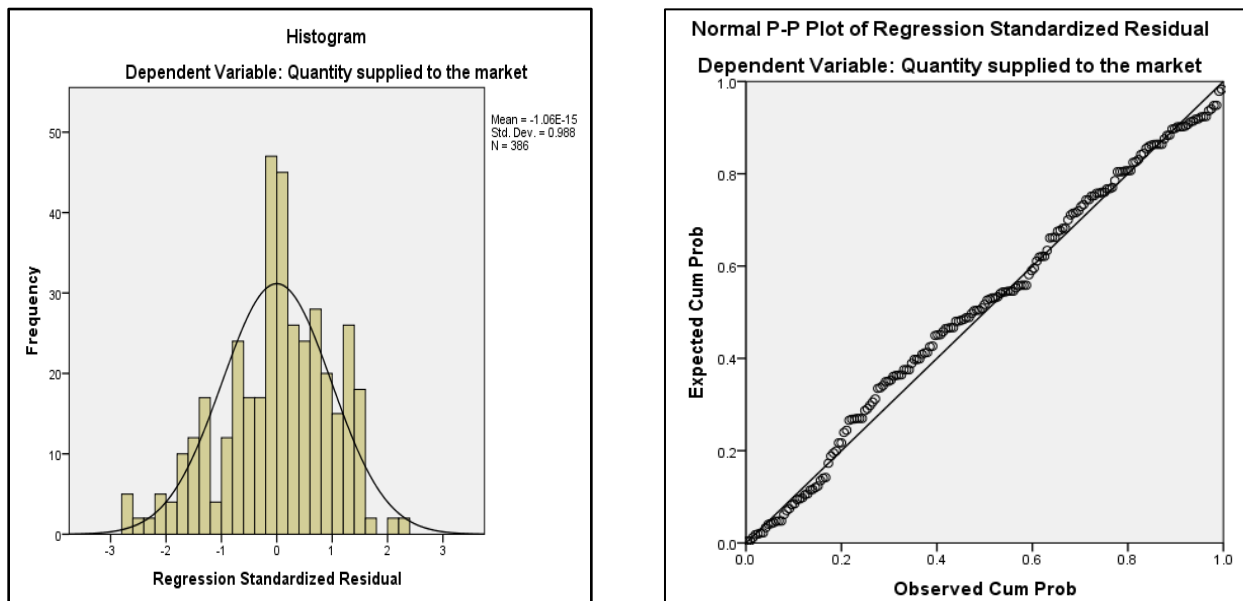 Histogram
Dependent Variable: Quantity supplied to the market
Mean = -1.06E-15
Std. Dev. = 0.988
N = 386
50
40
30
20
10
0
Frequency
-3 -2 -1 0 1 2 3
Regression Standardized Residual
Normal P-P Plot of Regression Standardized Residual
Dependent Variable: Quantity supplied to the market
1.0
0.8
0.6
0.4
0.2
0.0
Expected Cum Prob
0.0 0.2 0.4 0.6 0.8 1.0
Observed Cum Prob